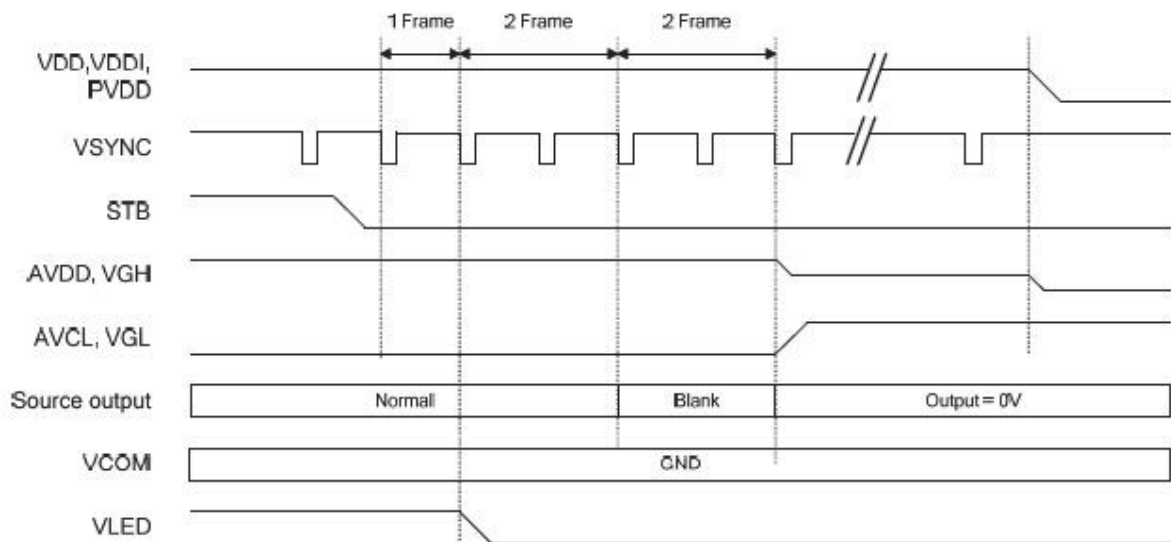 1 Frame
2 Frame
2 Frame
VDD,VDDI,
PVDD
VSYNC
STB
AVDD, VGH
AVCL, VGL
Source output
Normal
Blank
Output = 0V
VCOM
GND
VLED